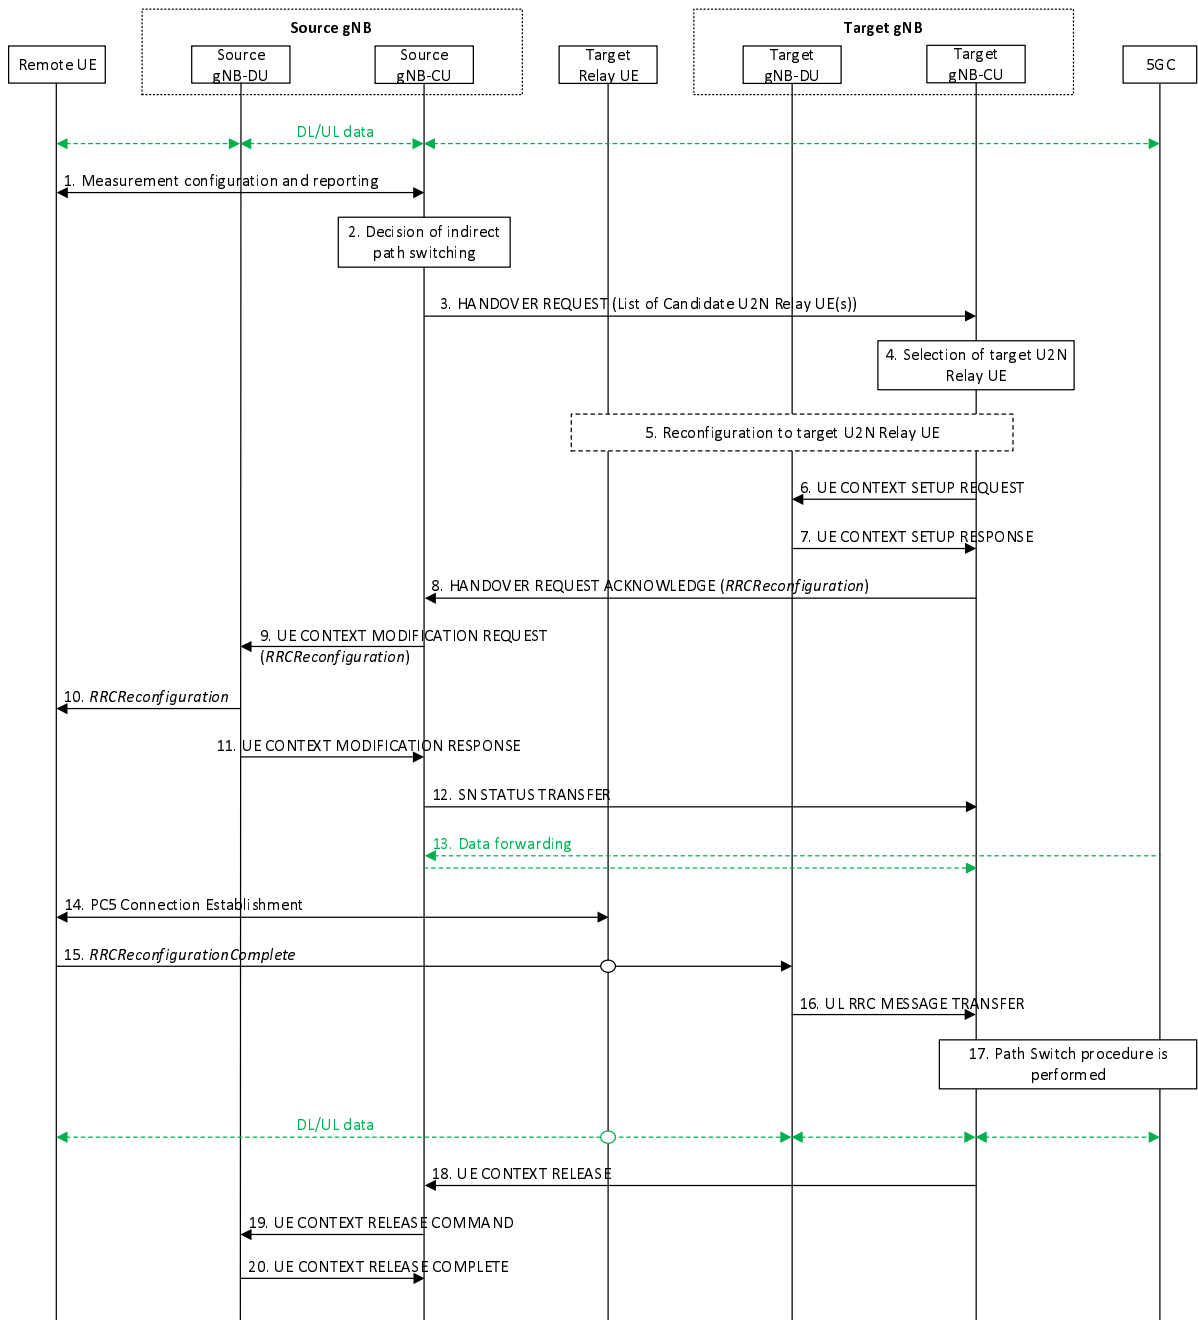 Source gNB
Target gNB
Remote UE
Source
gNB-DU
Source
gNB-CU
Target
Relay UE
Target
gNB-DU
Target
gNB-CU
5GC
DL/UL data
1. Measurement configuration and reporting
2. Decision of indirect
path switching
3. HANDOVER REQUEST (List of Candidate U2N Relay UE(s))
4. Selection of target U2N
Relay UE
5. Reconfiguration to target U2N Relay UE
6. UE CONTEXT SETUP REQUEST
7. UE CONTEXT SETUP RESPONSE
8. HANDOVER REQUEST ACKNOWLEDGE (RRCReconfiguration)
9. UE CONTEXT MODIFICATION REQUEST
(RRCReconfiguration)
10. RRCReconfiguration
11. UE CONTEXT MODIFICATION RESPONSE
12. SN STATUS TRANSFER
13. Data forwarding
14. PC5 Connection Establishment
15. RRCReconfigurationComplete
16. UL RRC MESSAGE TRANSFER
17. Path Switch procedure is
performed
DL/UL data
18. UE CONTEXT RELEASE
19. UE CONTEXT RELEASE COMMAND
20. UE CONTEXT RELEASE COMPLETE